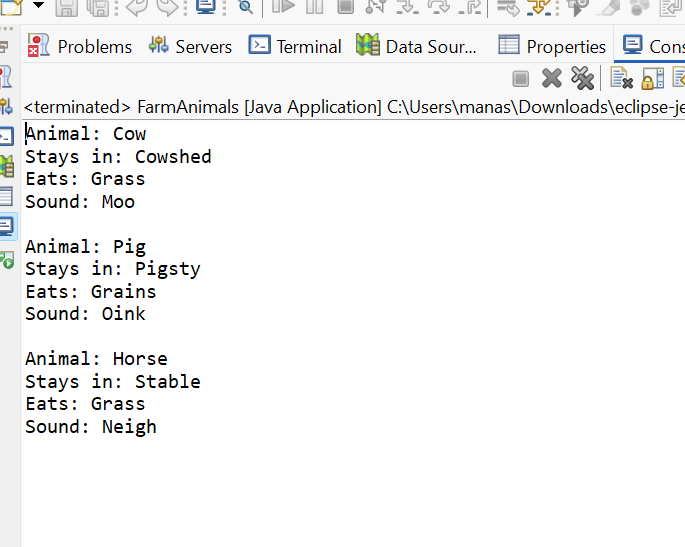 Problems Servers Terminal Data Sour... Properties Cons
<terminated> FarmAnimals [Java Application] C:\Users\manas\Downloads\eclipse-je
Animal: Cow
Stays in: Cowshed
Eats: Grass
Sound: Moo

Animal: Pig
Stays in: Pigsty
Eats: Grains
Sound: Oink

Animal: Horse
Stays in: Stable
Eats: Grass
Sound: Neigh